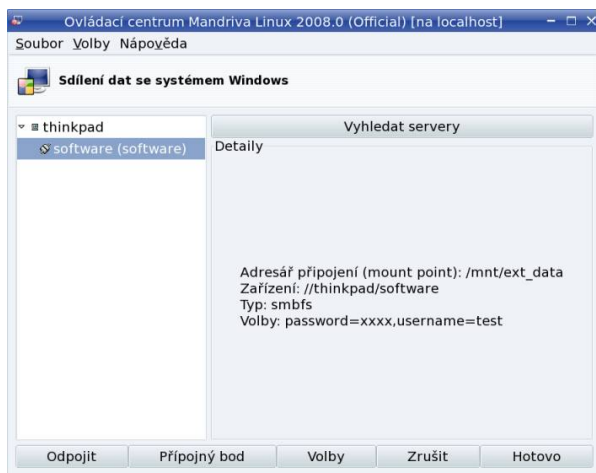 Ovládací centrum Mandriva Linux 2008.0 (Official) [na localhost]
Soubor Volby Nápověda
Sdílení dat se systémem Windows
thinkpad
software (software)
Vyhledat servery
Detaily
Adresář připojení (mount point): /mnt/ext_data
Zařízení: //thinkpad/software
Typ: smbfs
Volby: password=xxxx,username=test
Odpojit Přípojný bod Volby Zrušit Hotovo